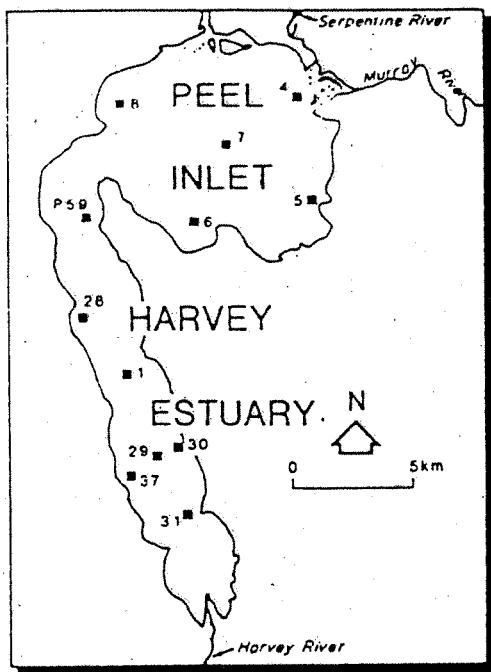 Serpentine River
Murray River
PEEL
4
8
7
INLET
5
P59
6
28
HARVEY
1
ESTUARY.
N
30
29
0 5km
37
31
Harvey River